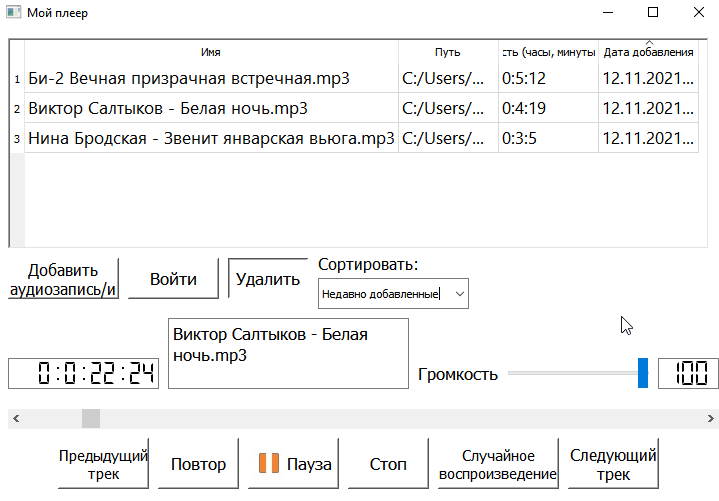 Мой плеер
Имя Путь сть (часы, минуты Дата добавления
1 Би-2 Вечная призрачная встречная.mp3 C:/Users/... 0:5:12 12.11.2021...
2 Виктор Салтыков - Белая ночь.mp3 C:/Users/... 0:4:19 12.11.2021...
3 Нина Бродская - Звенит январская вьюга.mp3 C:/Users/... 0:3:5 12.11.2021...
Добавить
аудиозапись/и
Войти
Удалить
Сортировать:
Недавно добавленные
0:0:22:24
Виктор Салтыков - Белая
ночь.mp3
Громкость
100
Предыдущий
трек
Повтор
Пауза
Стоп
Случайное
воспроизведение
Следующий
трек